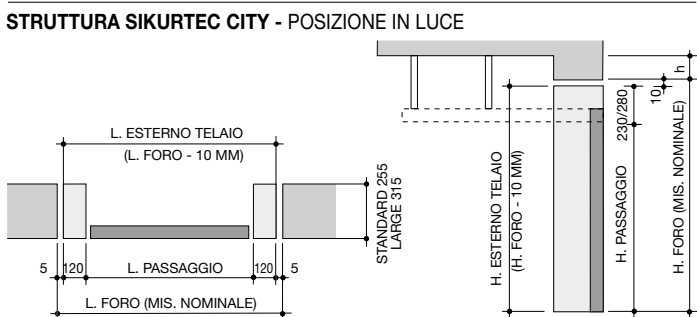 STRUTTURA SIKURTEC CITY - POSIZIONE IN LUCE
L. ESTERNO TELAIO
(L. FORO - 10 MM)
STANDARD 255
LARGE 315
5
120
L. PASSAGGIO
120
5
L. FORO (MIS. NOMINALE)
H. ESTERNO TELAIO
(H. FORO - 10 MM)
H. PASSAGGIO
230/280
10
h
H. FORO (MIS. NOMINALE)